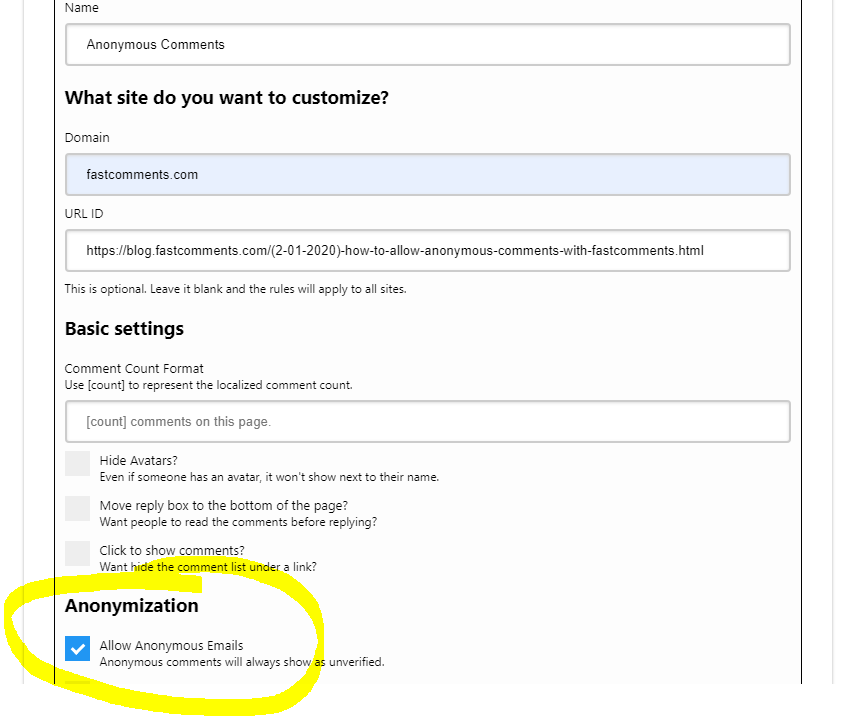 Name
Anonymous Comments
What site do you want to customize?
Domain
fastcomments.com
URL ID
https://blog.fastcomments.com/(2-01-2020)-how-to-allow-anonymous-comments-with-fastcomments.html
This is optional. Leave it blank and the rules will apply to all sites.
Basic settings
Comment Count Format
Use [count] to represent the localized comment count.
[count] comments on this page.
Hide Avatars?
Even if someone has an avatar, it won't show next to their name.
Move reply box to the bottom of the page?
Want people to read the comments before replying?
Click to show comments?
Want hide the comment list under a link?
Anonymization
Allow Anonymous Emails
Anonymous comments will always show as unverified.